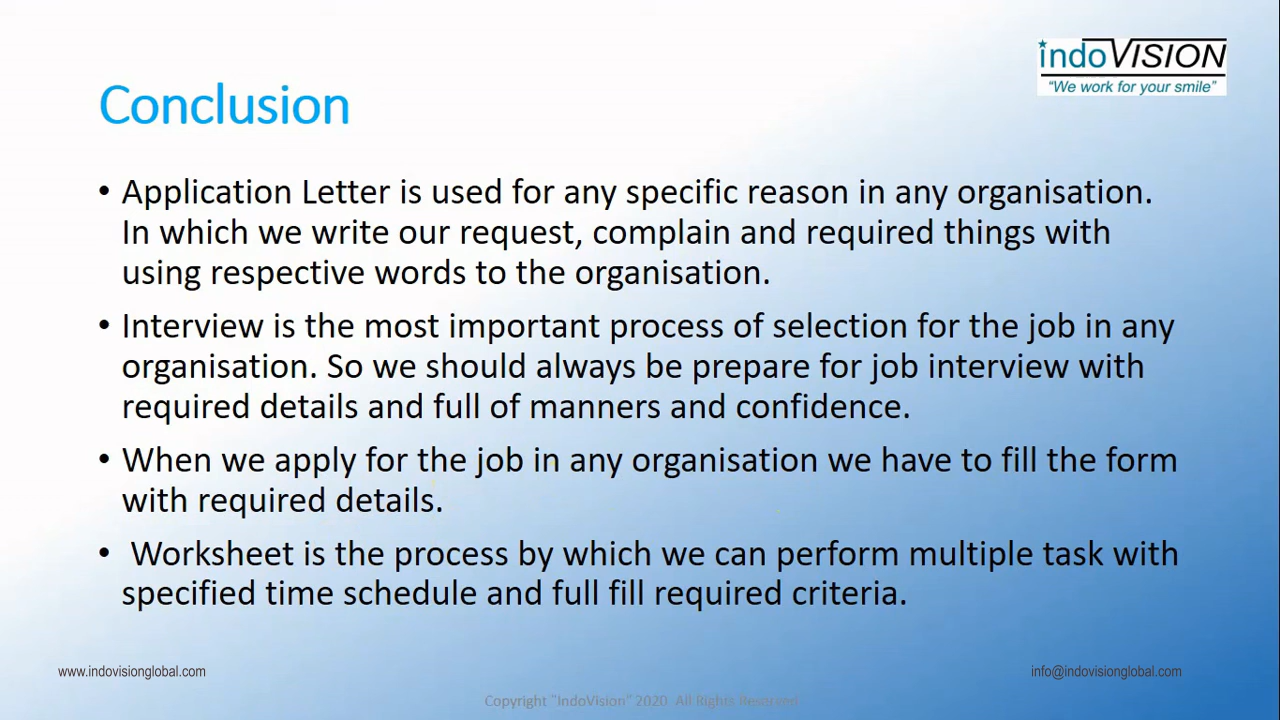 indoVISION
"We work for your smile"
Conclusion
• Application Letter is used for any specific reason in any organisation.
In which we write our request, complain and required things with
using respective words to the organisation.
• Interview is the most important process of selection for the job in any
organisation. So we should always be prepare for job interview with
required details and full of manners and confidence.
• When we apply for the job in any organisation we have to fill the form
with required details.
• Worksheet is the process by which we can perform multiple task with
specified time schedule and full fill required criteria.
www.indovisionglobal.com
info@indovisionglobal.com
Copyright "IndoVision" 2020 All Rights Reserved